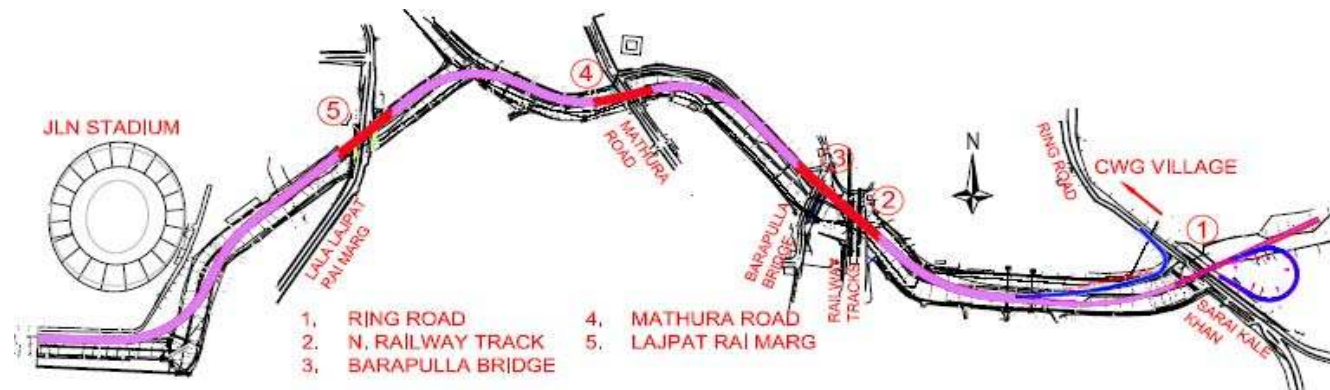 JLN STADIUM
5
LALA LAJPAT
PAI MARG
4
MATHURA
ROAD
3
2
BARAPULLA
BRIDGE
RAILWAY
TRACKS
N
RING ROAD
CWG VILLAGE
1
SARAI KALE
KHAN
1, RING ROAD
2. N. RAILWAY TRACK
3, BARAPULLA BRIDGE
4, MATHURA ROAD
5. LAJPAT RAI MARG